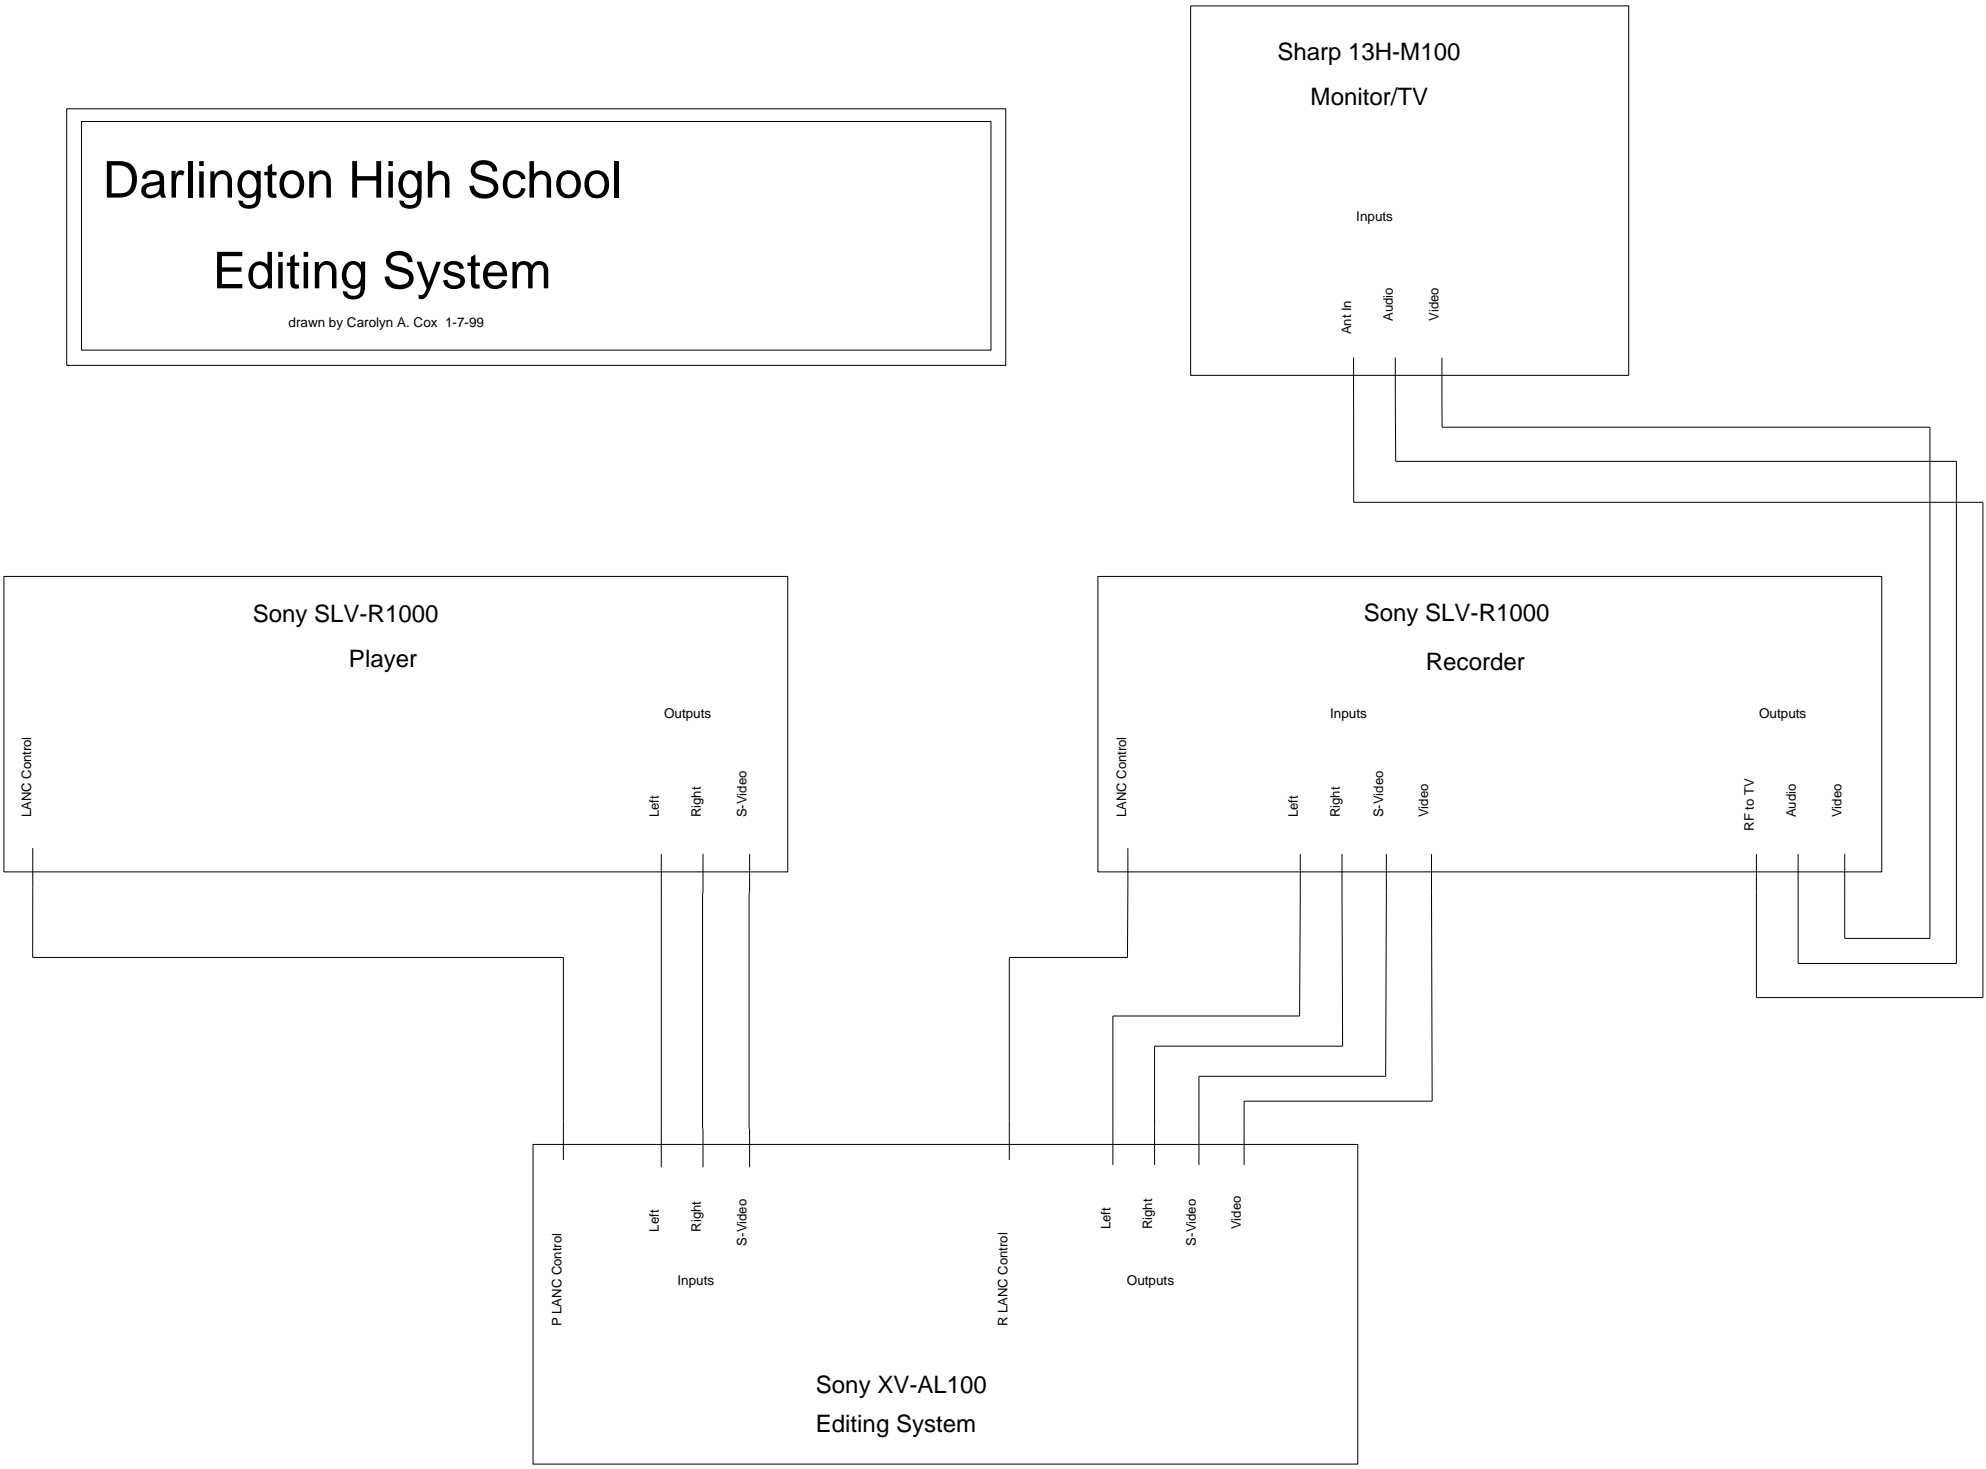 Darlington High School
Editing System
drawn by Carolyn A. Cox  1-7-99
Sharp 13H-M100
Monitor/TV
Inputs
Ant In
Audio
Video
Sony SLV-R1000
Player
Outputs
LANC Control
Left
Right
S-Video
Sony SLV-R1000
Recorder
Inputs
Outputs
LANC Control
Left
Right
S-Video
Video
RF to TV
Audio
Video
P LANC Control
Left
Right
S-Video
Inputs
R LANC Control
Left
Right
S-Video
Video
Outputs
Sony XV-AL100
Editing System